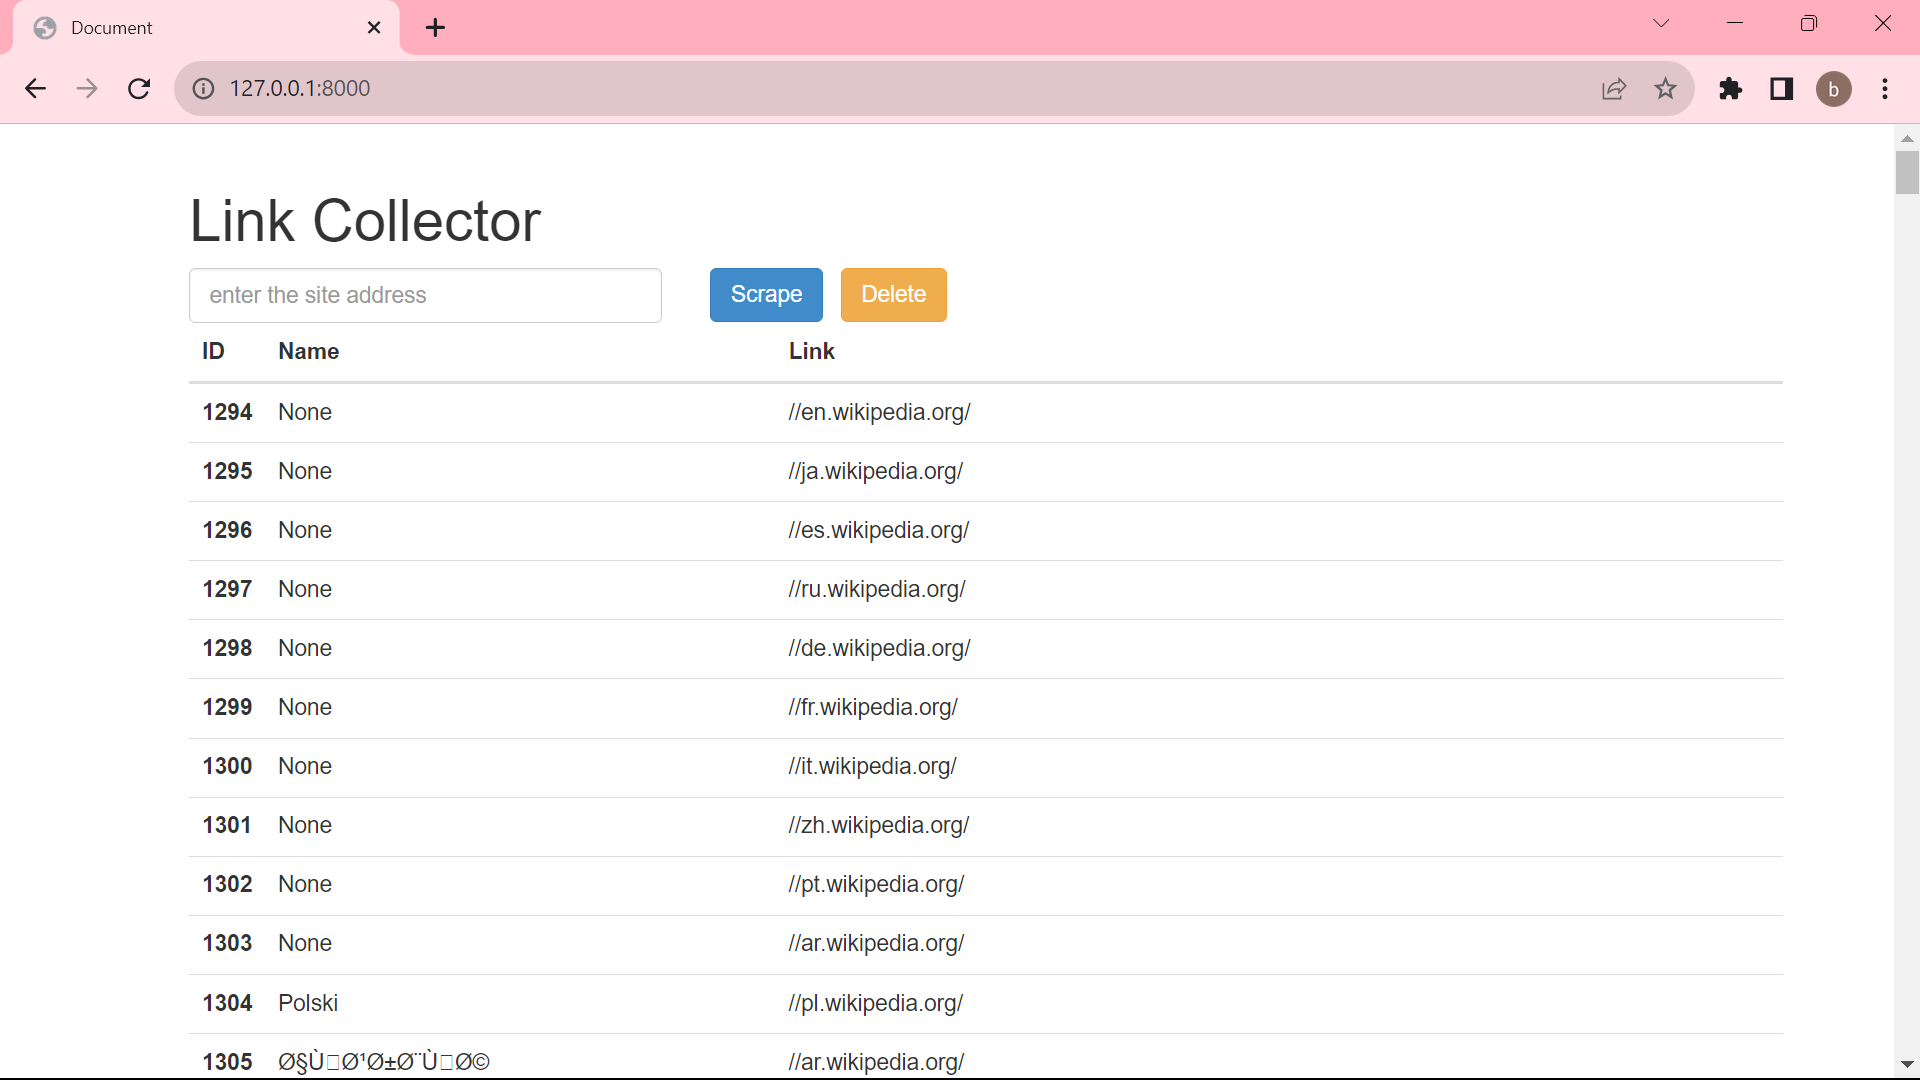 Document
127.0.0.1:8000
b
Link Collector
enter the site address Scrape Delete
ID Name Link
1294 None //en.wikipedia.org/
1295 None //ja.wikipedia.org/
1296 None //es.wikipedia.org/
1297 None //ru.wikipedia.org/
1298 None //de.wikipedia.org/
1299 None //fr.wikipedia.org/
1300 None //it.wikipedia.org/
1301 None //zh.wikipedia.org/
1302 None //pt.wikipedia.org/
1303 None //ar.wikipedia.org/
1304 Polski //pl.wikipedia.org/
1305 Ø§Ù□Ø¹Ø±Ø¨Ù□Ø© //ar.wikipedia.org/